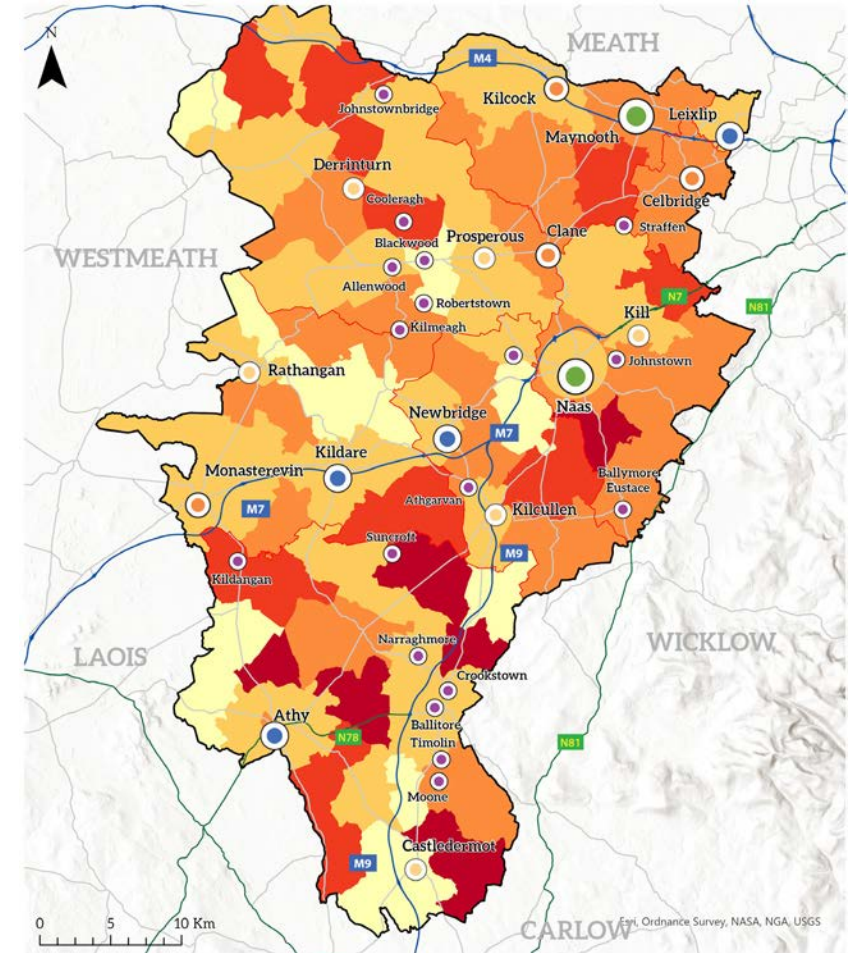 N
MEATH
M4
Kilcock
Johnstownbridge
Maynooth
Leixlip
Derrinturn
Celbridge
Cooleragh
Straffen
Blackwood
Prosperous
Clane
WESTMEATH
Allenwood
N7
N81
Robertstown
Kill
Kilmeagh
Johnstown
Rathangan
Naas
Newbridge
M7
Kildare
Monasterevin
Ballymore
Eustace
Athgarvan
M7
Kilcullen
Suncroft
M9
Kildangan
Narraghmore
WICKLOW
LAOIS
Crookstown
Ballitore
Athy
N78
Timolin
N81
Moone
Castledermot
M9
0 5 10 Km
CARLOW
Esri, Ordnance Survey, NASA, NGA, USGS